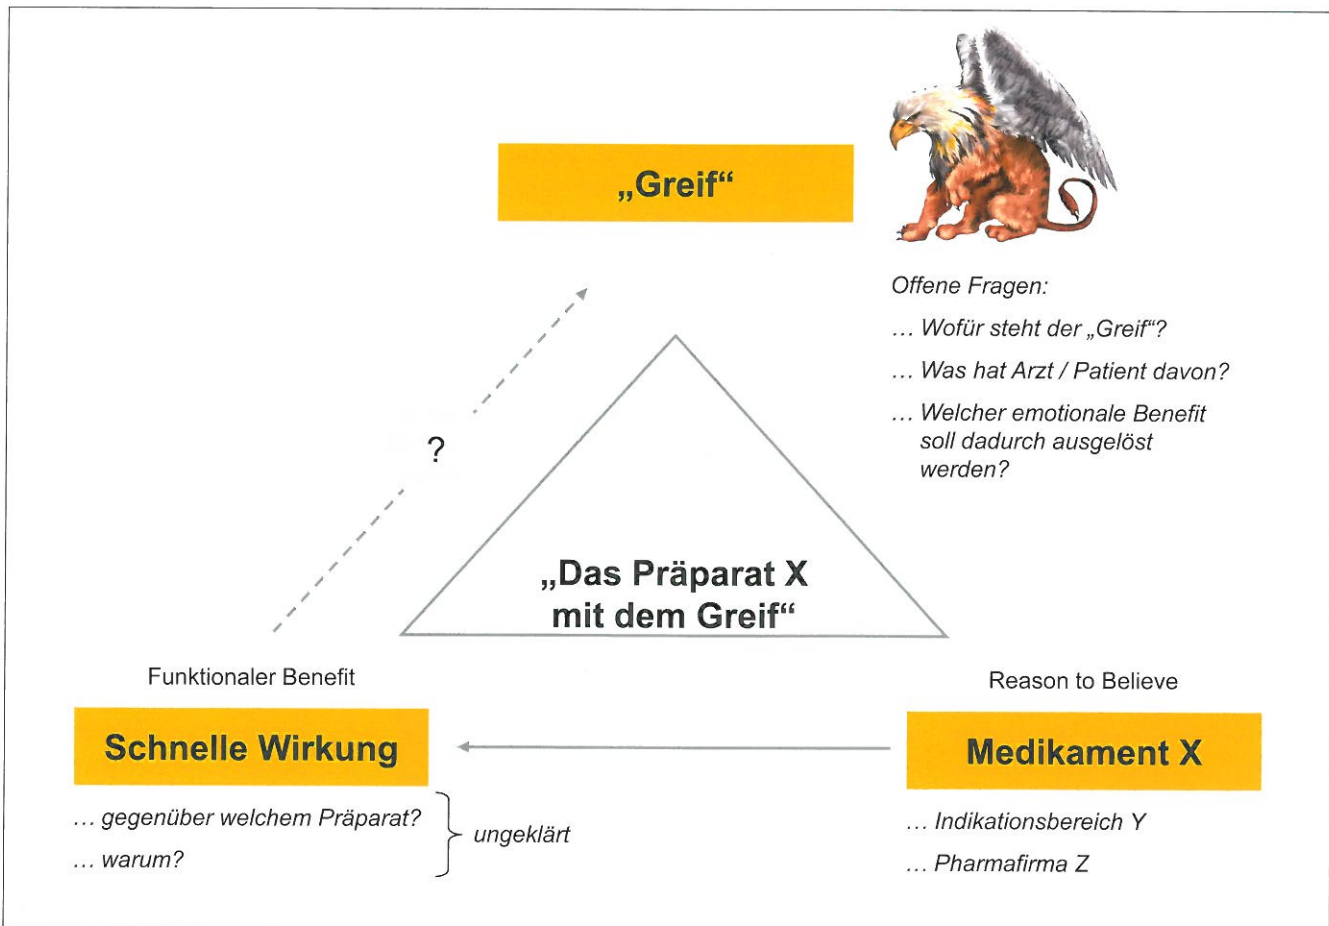 „Greif“
Offene Fragen:
… Wofür steht der „Greif“?
… Was hat Arzt / Patient davon?
… Welcher emotionale Benefit
soll dadurch ausgelöst
werden?
?
„Das Präparat X
mit dem Greif“
Funktionaler Benefit
Schnelle Wirkung
… gegenüber welchem Präparat?
… warum?
ungeklärt
Reason to Believe
Medikament X
… Indikationsbereich Y
… Pharmafirma Z